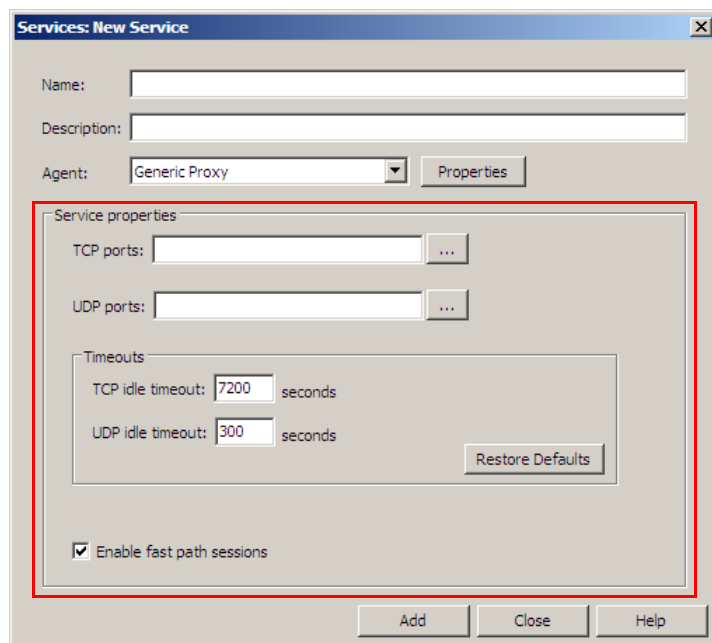 Services: New Service
Name:
Description:
Agent: Generic Proxy Properties
Service properties
TCP ports: ...
UDP ports: ...
Timeouts
TCP idle timeout: 7200 seconds
UDP idle timeout: 300 seconds
Restore Defaults
Enable fast path sessions
Add Close Help